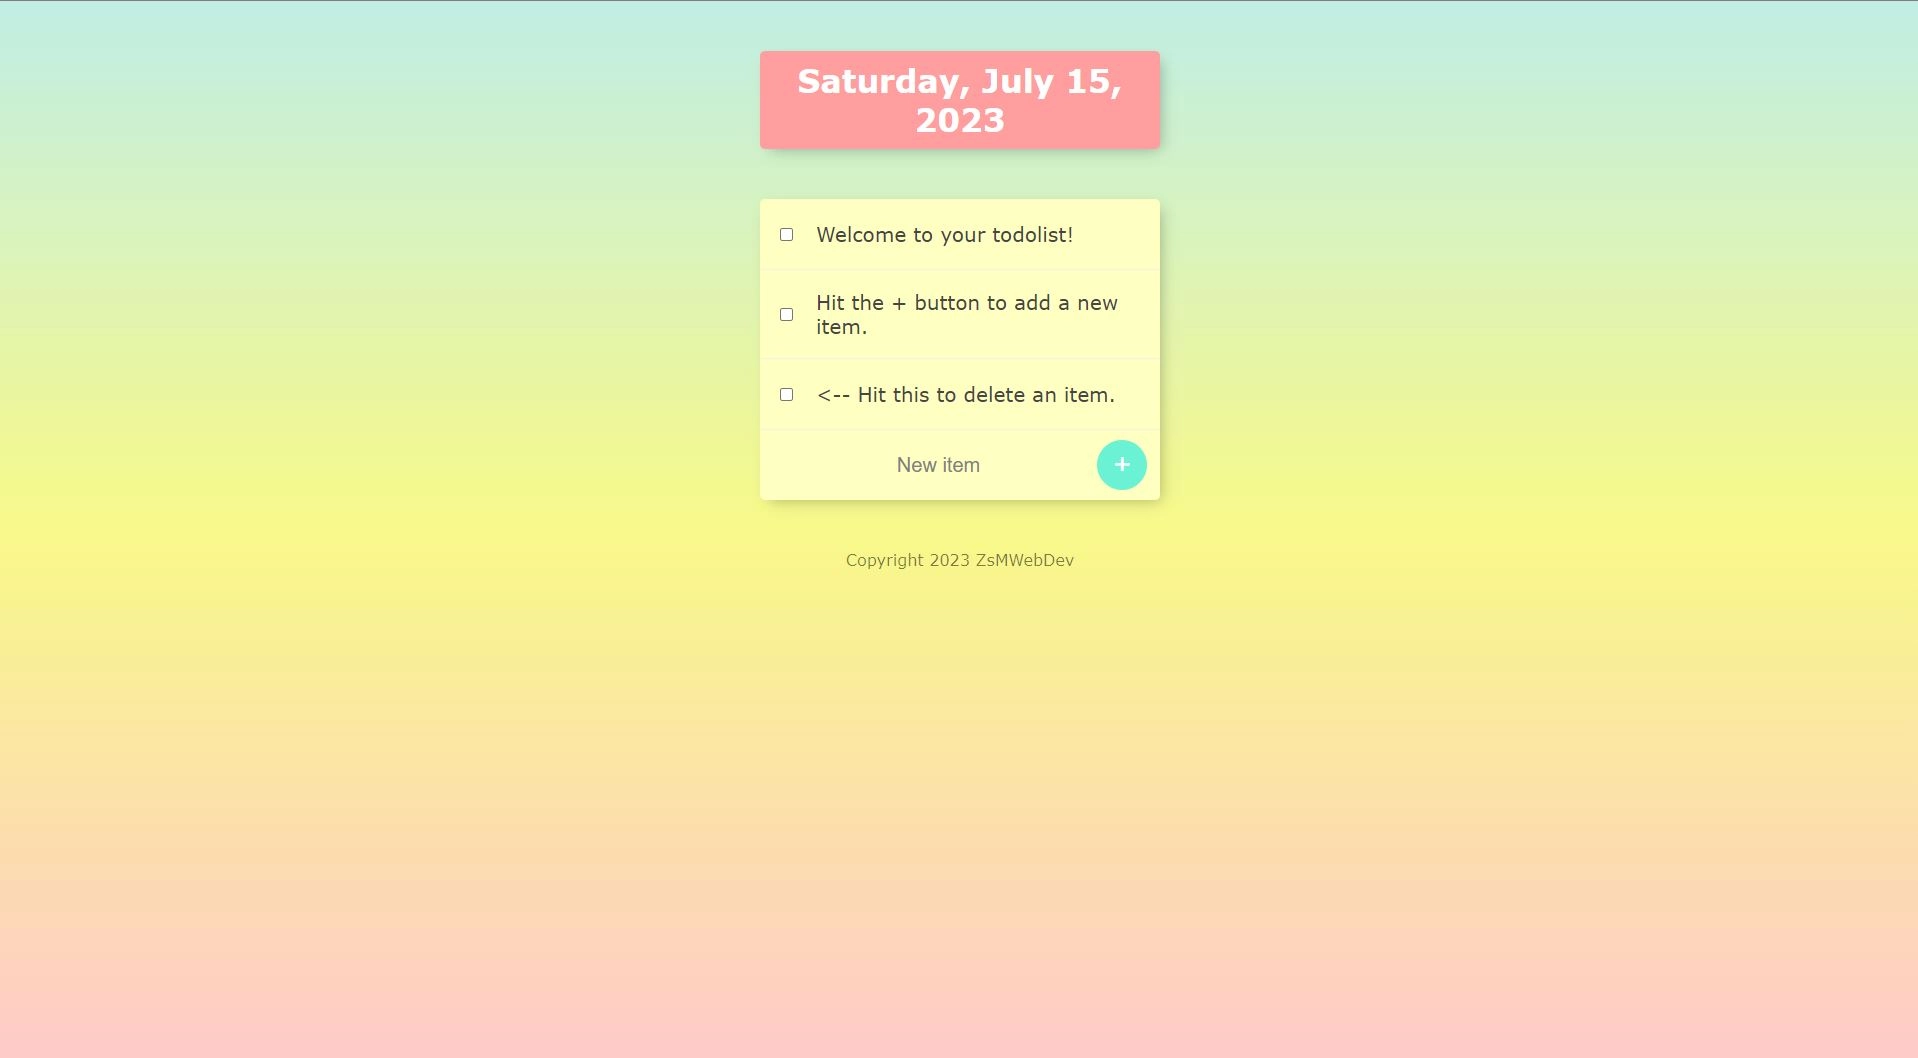 Saturday, July 15,
2023
Welcome to your todolist!
Hit the + button to add a new
item.
<-- Hit this to delete an item.
New item
+
Copyright 2023 ZsMWebDev